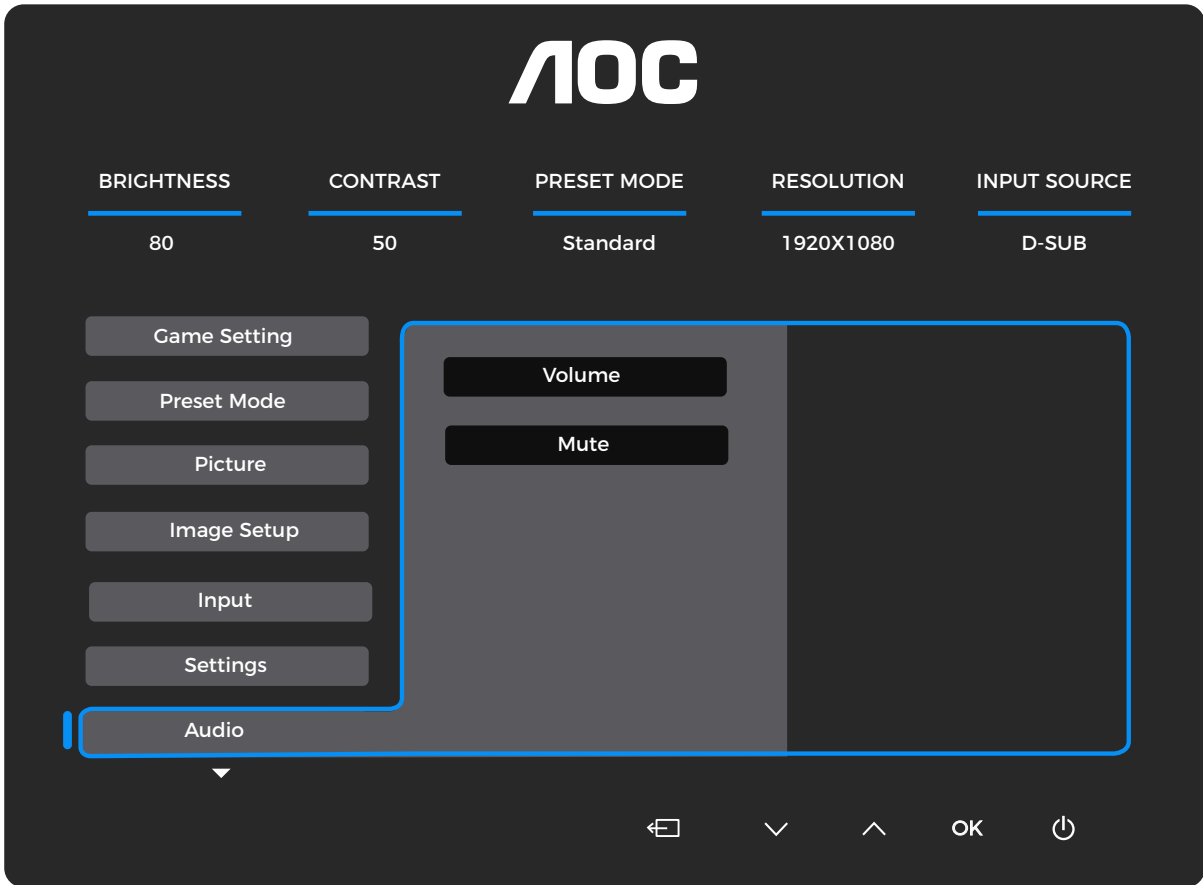 AOC
BRIGHTNESS CONTRAST PRESET MODE RESOLUTION INPUT SOURCE
80 50 Standard 1920X1080 D-SUB
Game Setting
Volume
Preset Mode
Mute
Picture
Image Setup
Input
Settings
Audio
OK